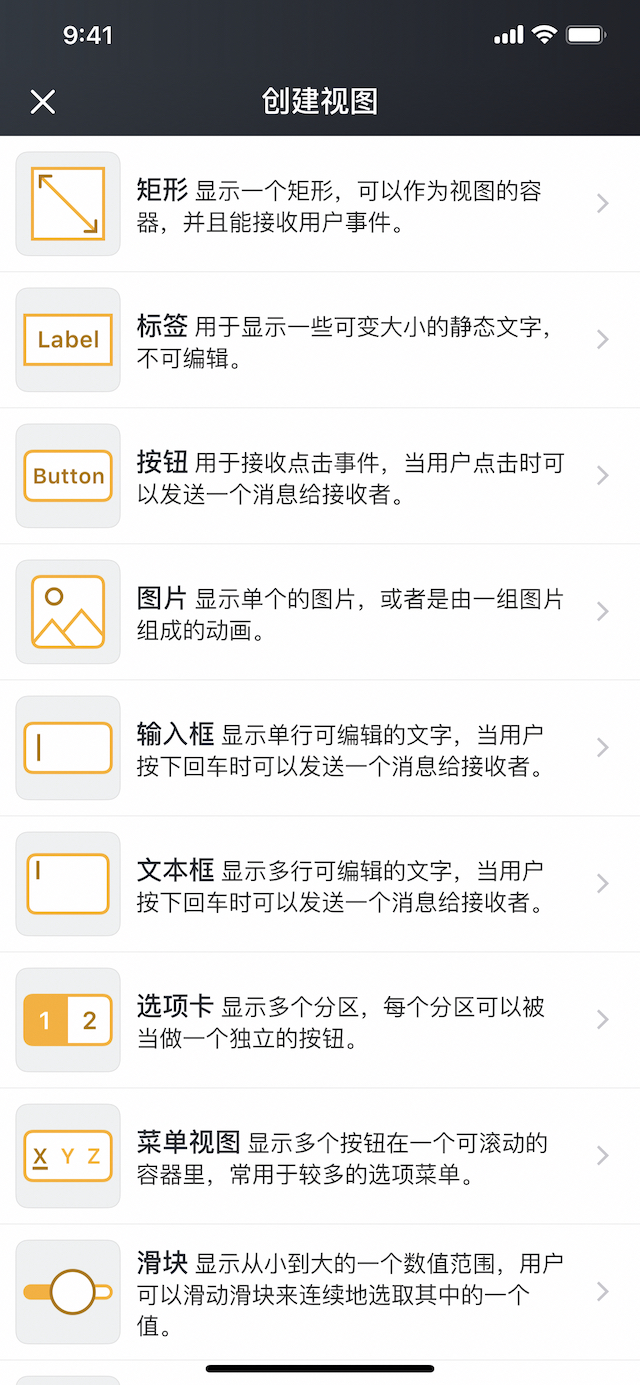 9:41
创建视图
矩形 显示一个矩形，可以作为视图的容
器，并且能接收用户事件。
Label
标签 用于显示一些可变大小的静态文字，
不可编辑。
Button
按钮 用于接收点击事件，当用户点击时可
以发送一个消息给接收者。
图片 显示单个的图片，或者是由一组图片
组成的动画。
输入框 显示单行可编辑的文字，当用户
按下回车时可以发送一个消息给接收者。
文本框 显示多行可编辑的文字，当用户
按下回车时可以发送一个消息给接收者。
1 2
选项卡 显示多个分区，每个分区可以被
当做一个独立的按钮。
X Y Z
菜单视图 显示多个按钮在一个可滚动的
容器里，常用于较多的选项菜单。
滑块 显示从小到大的一个数值范围，用户
可以滑动滑块来连续地选取其中的一个
值。